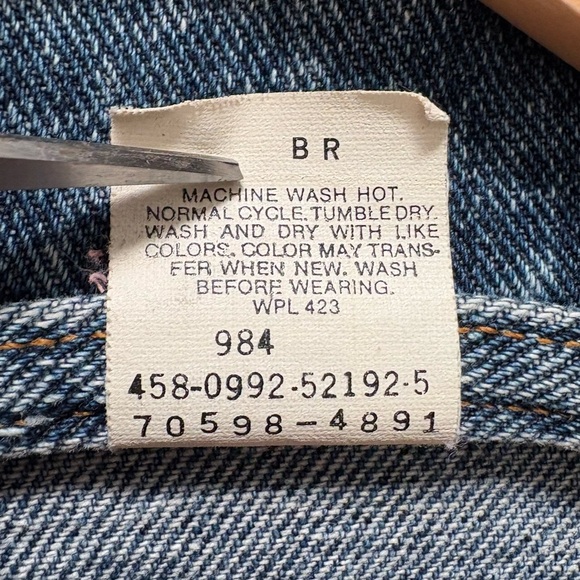 BR
MACHINE WASH HOT.
NORMAL CYCLE. TUMBLE DRY.
WASH AND DRY WITH LIKE
COLORS. COLOR MAY TRANS-
FER WHEN NEW. WASH
BEFORE WEARING.
WPL 423
984
458-0992-52192-5
70598-4891